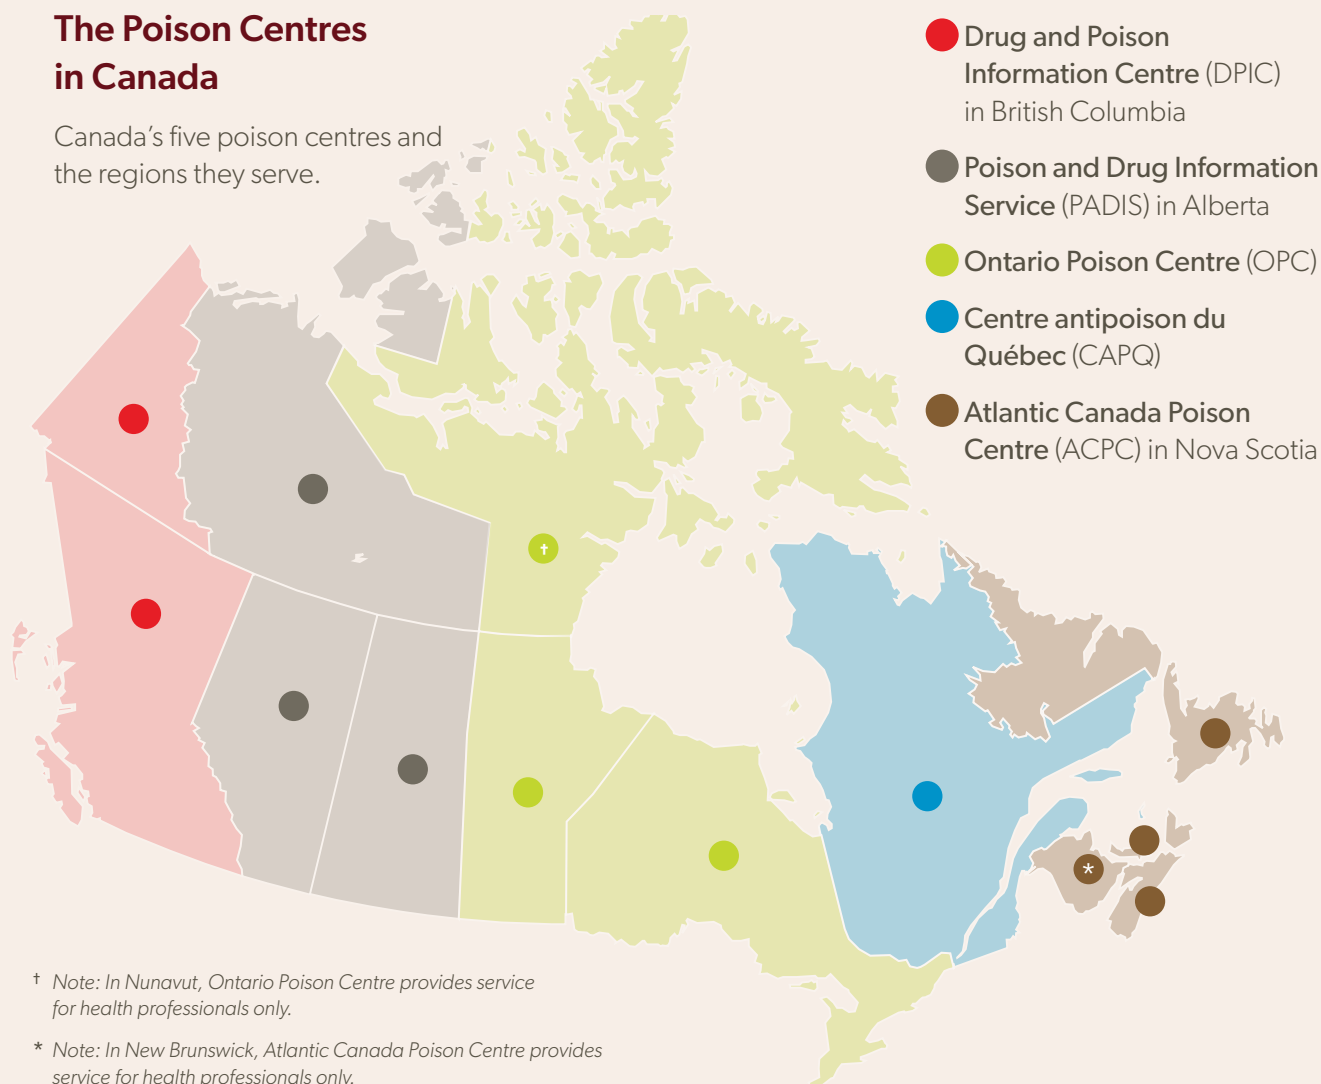 The Poison Centres
in Canada
Canada's five poison centres and
the regions they serve.
Drug and Poison
Information Centre (DPIC)
in British Columbia
Poison and Drug Information
Service (PADIS) in Alberta
Ontario Poison Centre (OPC)
Centre antipoison du
Québec (CAPQ)
Atlantic Canada Poison
Centre (ACPC) in Nova Scotia
†
*
† Note: In Nunavut, Ontario Poison Centre provides service
for health professionals only.
* Note: In New Brunswick, Atlantic Canada Poison Centre provides
service for health professionals only.